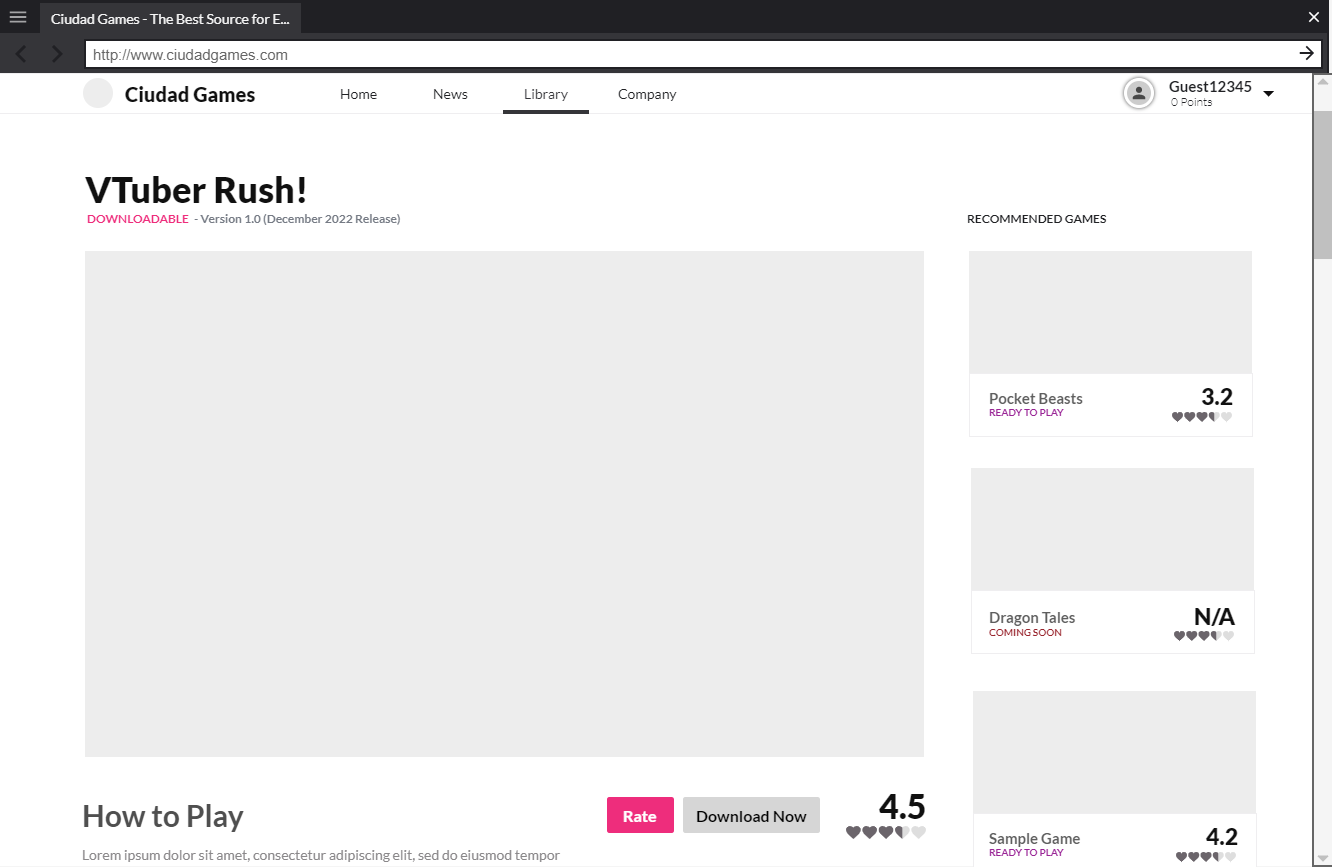 Ciudad Games - The Best Source for E...
http://www.ciudadgames.com
Ciudad Games
Home
News
Library
Company
Guest12345
0 Points
VTuber Rush!
DOWNLOADABLE - Version 1.0 (December 2022 Release)
RECOMMENDED GAMES
Pocket Beasts
READY TO PLAY
3.2
Dragon Tales
COMING SOON
N/A
How to Play
Rate
Download Now
4.5
Lorem ipsum dolor sit amet, consectetur adipiscing elit, sed do eiusmod tempor
Sample Game
READY TO PLAY
4.2